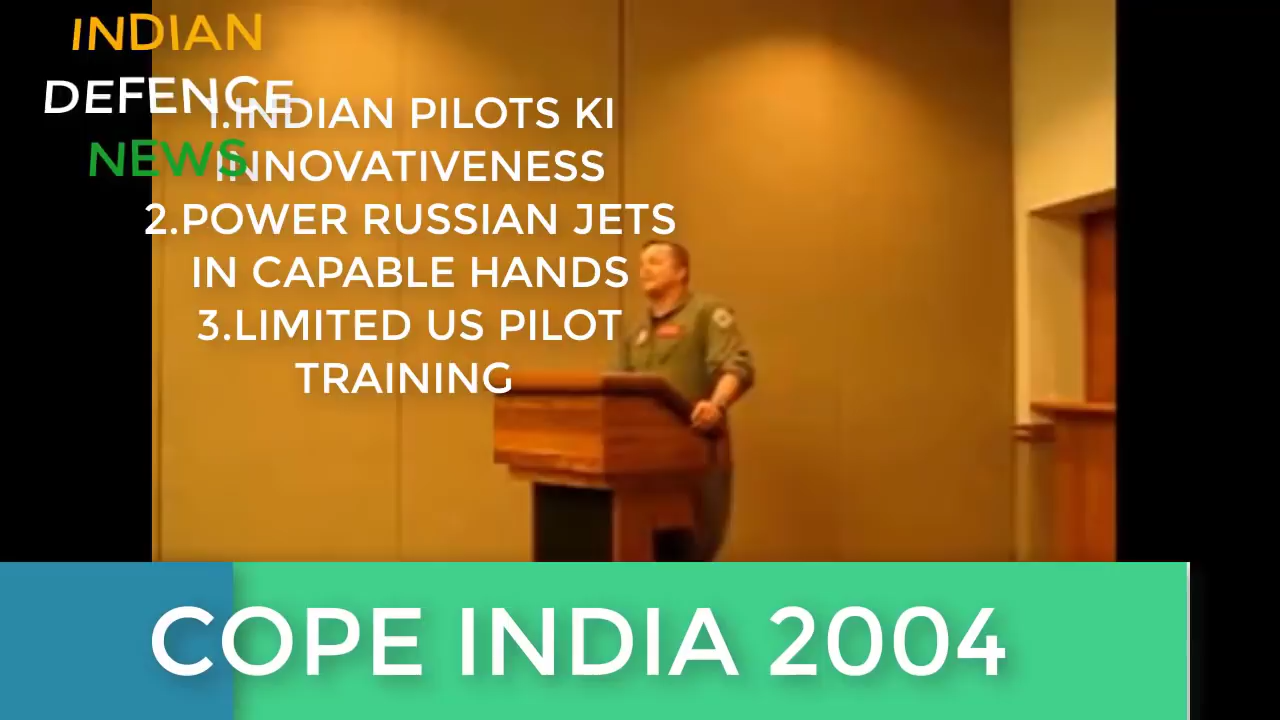 INDIAN
DEFENCE
NEWS
1.INDIAN PILOTS KI
INNOVATIVENESS
2.POWER RUSSIAN JETS
IN CAPABLE HANDS
3.LIMITED US PILOT
TRAINING
COPE INDIA 2004